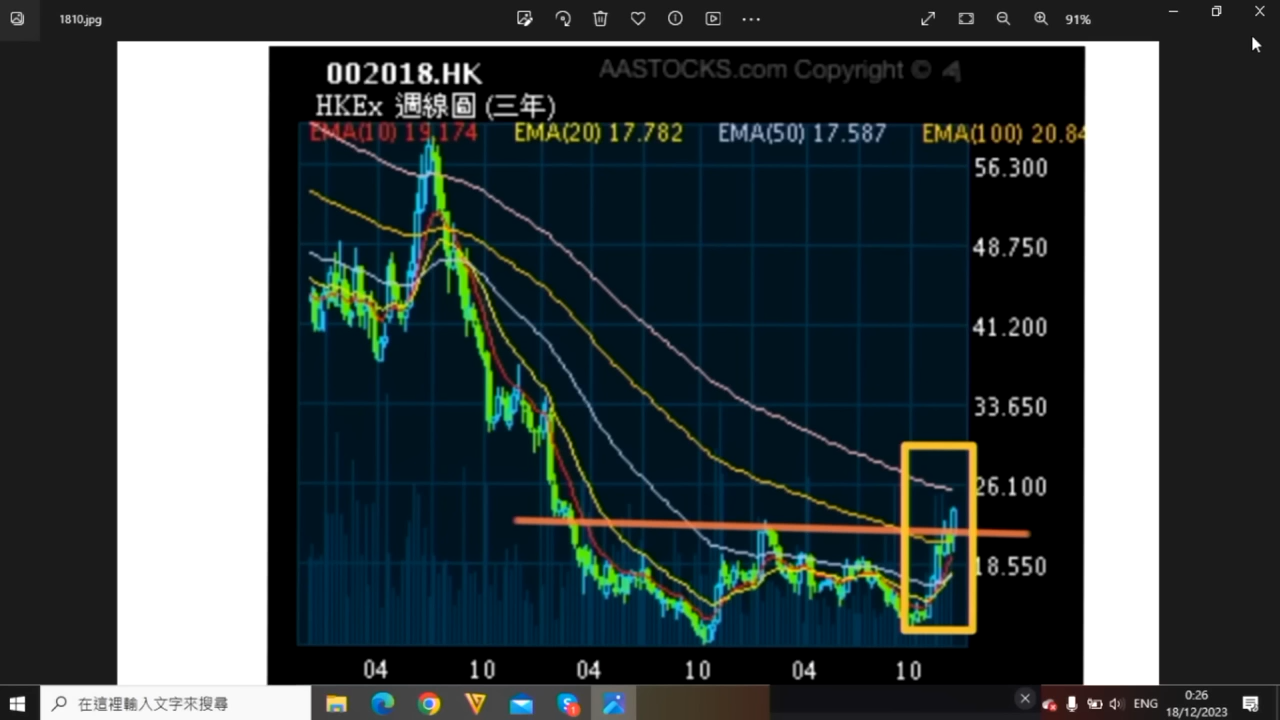 1810.jpg
91%
002018.HK
AASTOCKS.com Copyright ©
HKEx 週線圖 (三年)
EMA(10) 19.174 EMA(20) 17.782 EMA(50) 17.587 EMA(100) 20.84
56.300
48.750
41.200
33.650
26.100
18.550
04 10 04 10 04 10
在這裡輸入文字來搜尋
ENG
0:26
18/12/2023